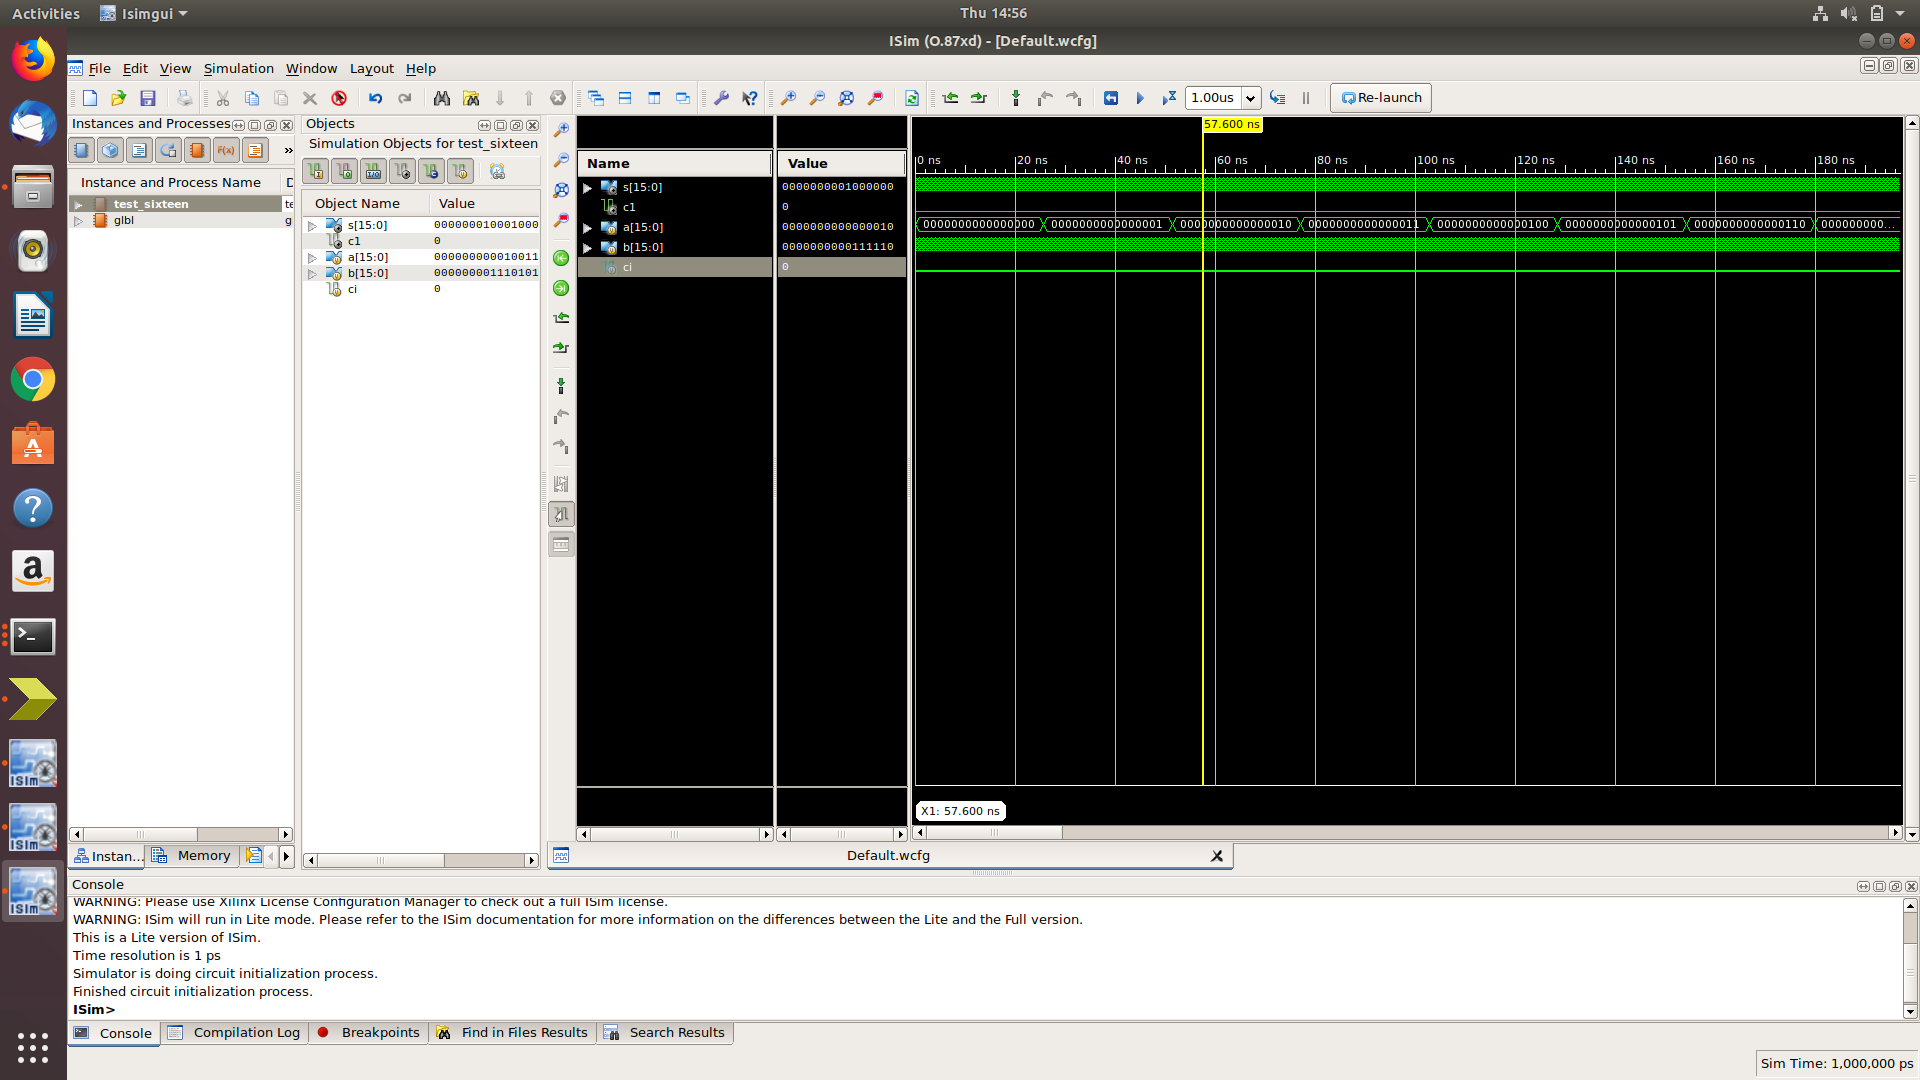 Activities
Isimgui
Thu 14:56
ISim (O.87xd) - [Default.wcfg]
File Edit View Simulation Window Layout Help
1.00us
Re-launch
Instances and Processes
Instance and Process Name D
test_sixteen te
glbl g
Instan...
Memory
Objects
Simulation Objects for test_sixteen
Object Name Value
s[15:0] 0000000010001000
c1 0
a[15:0] 000000000010011
b[15:0] 000000001110101
ci 0
Name Value
s[15:0] 0000000001000000
c1 0
a[15:0] 0000000000000010
b[15:0] 0000000000111110
ci 0
57.600 ns
0 ns 20 ns 40 ns 60 ns 80 ns 100 ns 120 ns 140 ns 160 ns 180 ns
0000000000000000 0000000000000001 0000000000000010 0000000000000011 0000000000000100 0000000000000101 0000000000000110 000000000...
X1: 57.600 ns
Default.wcfg
Console
WARNING: Please use Xilinx License Configuration Manager to check out a full ISim license.
WARNING: ISim will run in Lite mode. Please refer to the ISim documentation for more information on the differences between the Lite and the Full version.
This is a Lite version of ISim.
Time resolution is 1 ps
Simulator is doing circuit initialization process.
Finished circuit initialization process.
ISim>
Console Compilation Log Breakpoints Find in Files Results Search Results
Sim Time: 1,000,000 ps